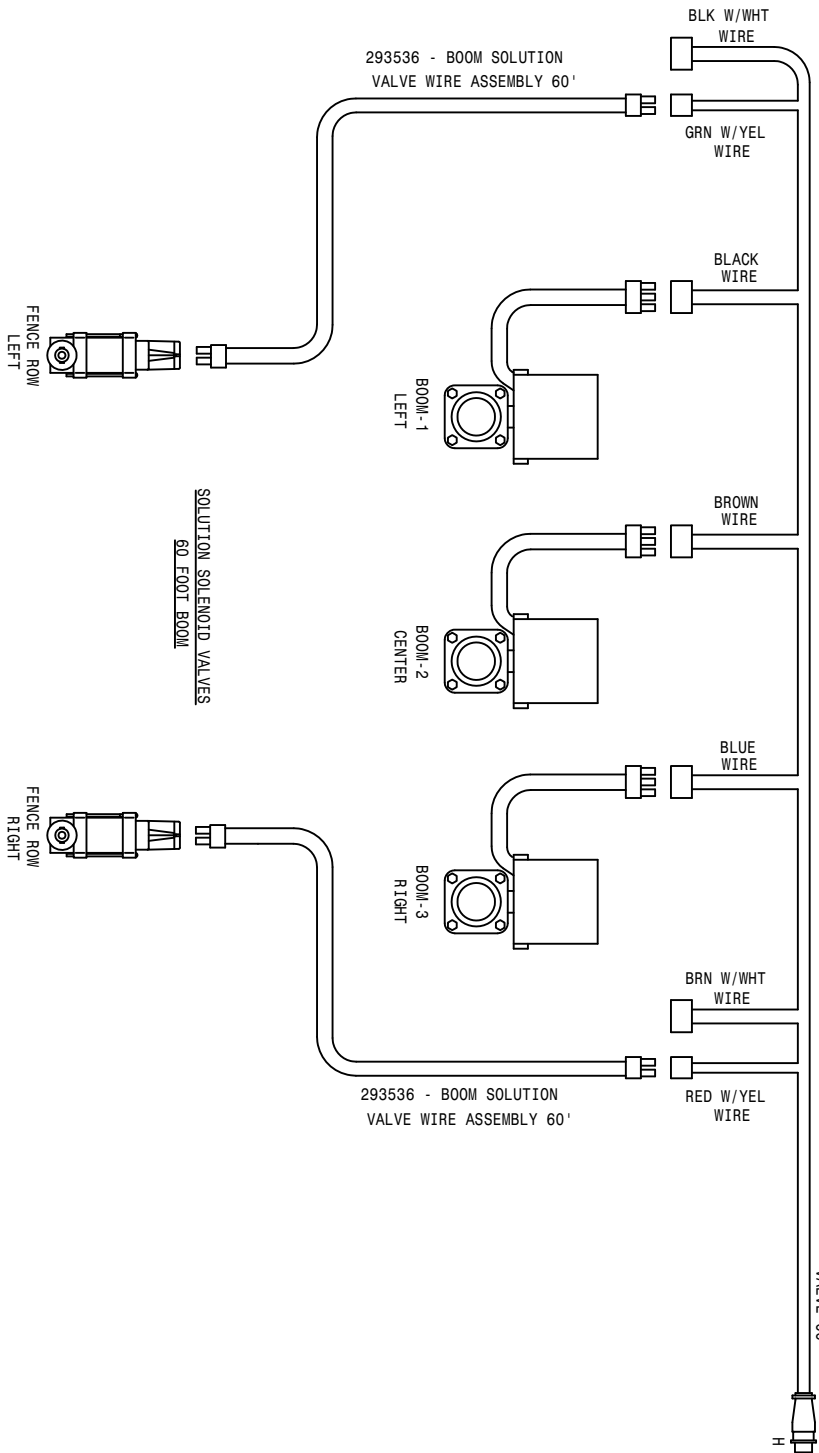 BLK W/WHT
WIRE
293536 - BOOM SOLUTION
VALVE WIRE ASSEMBLY 60'
GRN W/YEL
WIRE
BLACK
WIRE
FENCE ROW
LEFT
BOOM-1
LEFT
BROWN
WIRE
SOLUTION SOLENOID VALVES
60 FOOT BOOM
BOOM-2
CENTER
BLUE
WIRE
FENCE ROW
RIGHT
BOOM-3
RIGHT
BRN W/WHT
WIRE
293536 - BOOM SOLUTION
VALVE WIRE ASSEMBLY 60'
RED W/YEL
WIRE
H